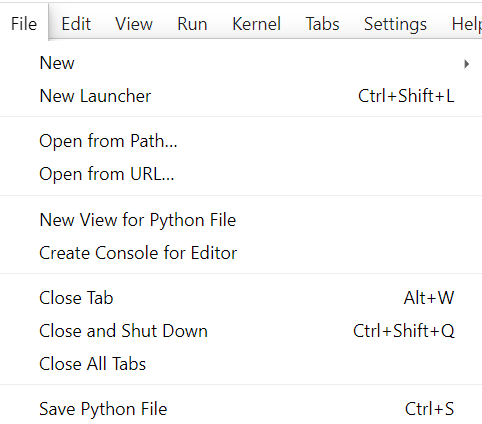 File Edit View Run Kernel Tabs Settings Help
New
New Launcher Ctrl+Shift+L
Open from Path...
Open from URL...
New View for Python File
Create Console for Editor
Close Tab Alt+W
Close and Shut Down Ctrl+Shift+Q
Close All Tabs
Save Python File Ctrl+S